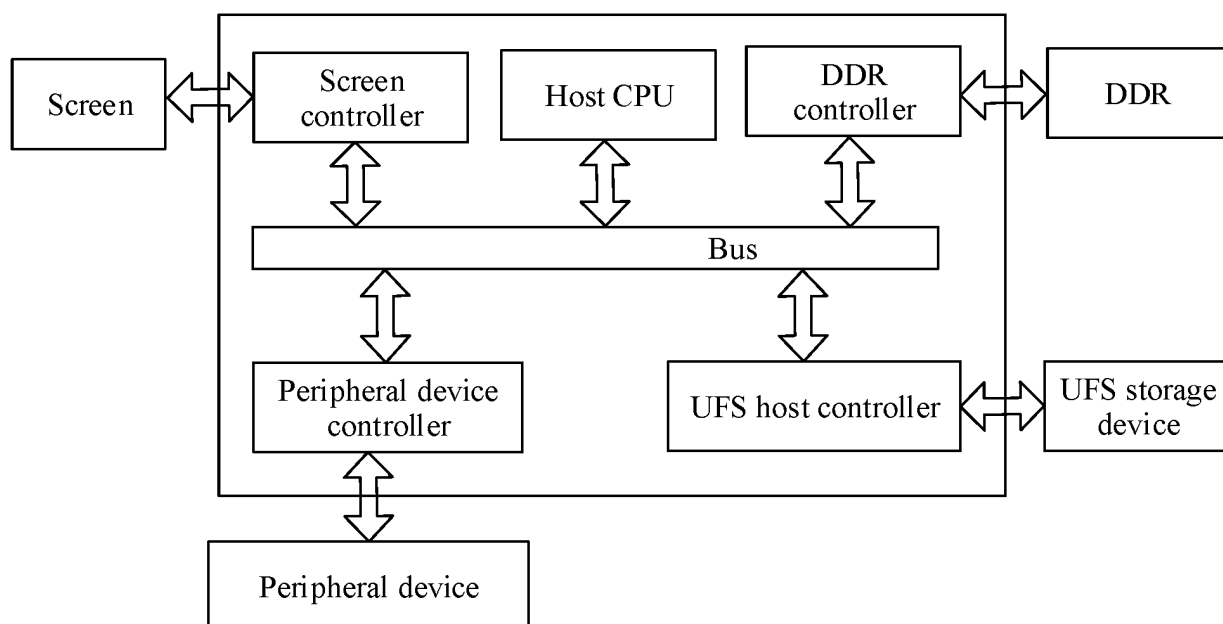 Screen
Screen
controller
Host CPU
DDR
controller
DDR
Bus
Peripheral device
controller
UFS host controller
UFS storage
device
Peripheral device